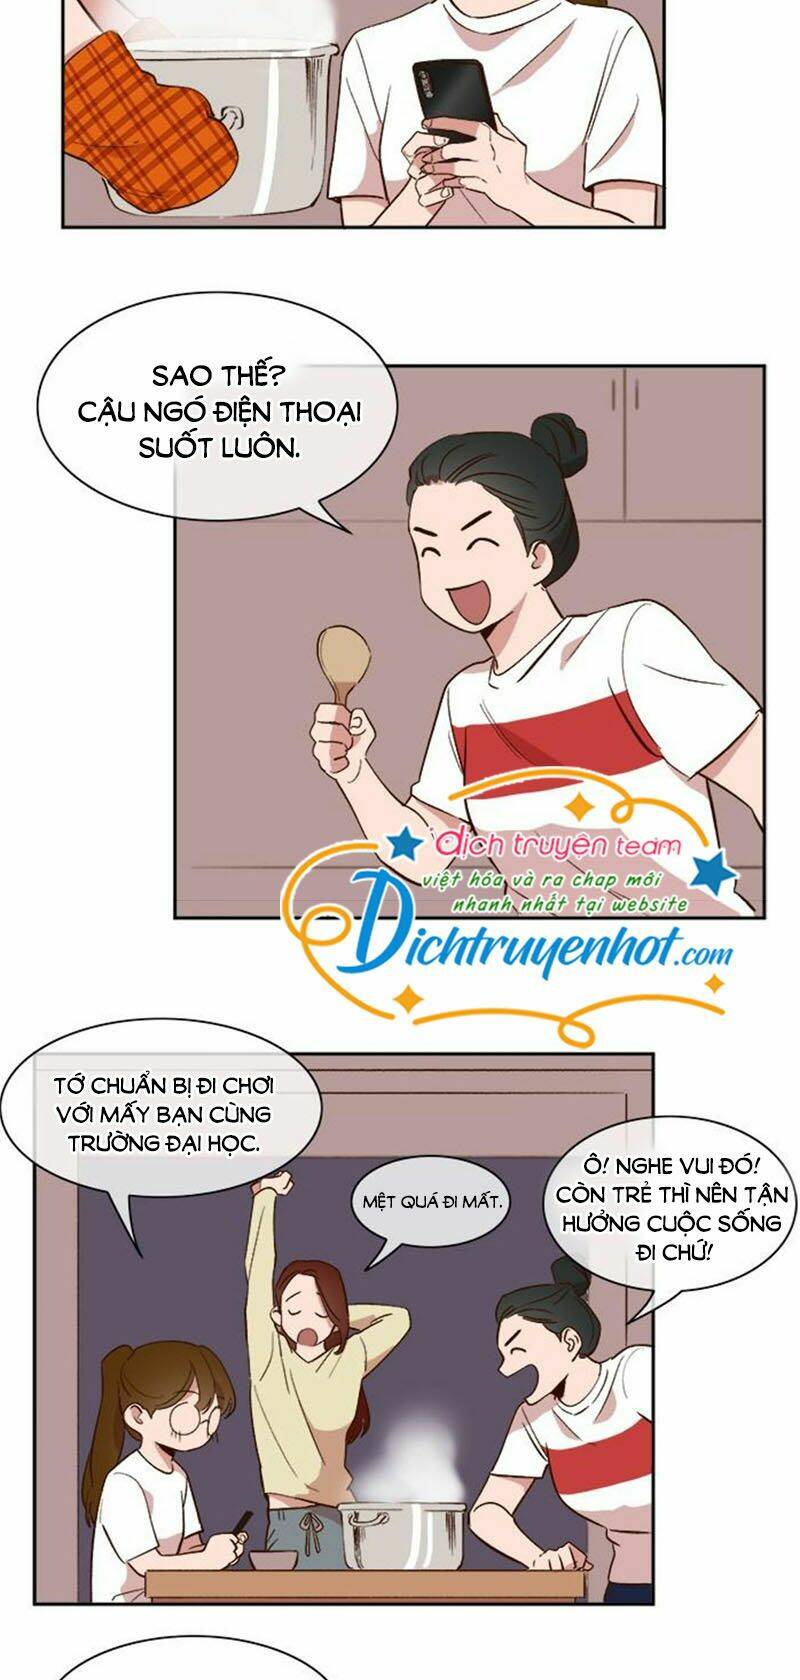 SAO THẾ?
CẬU NGÓ ĐIỆN THOẠI
SUỐT LUÔN.
dịch truyện team
việt hóa và ra chap mới
nhanh nhất tại website
Dichtruyenhot.com
TỚ CHUẨN BỊ ĐI CHƠI
VỚI MẤY BẠN CÙNG
TRƯỜNG ĐẠI HỌC.
MỆT QUÁ ĐI MẤT.
Ô! NGHE VUI ĐÓ!
CÒN TRẺ THÌ NÊN TẬN
HƯỞNG CUỘC SỐNG
ĐI CHỨ!